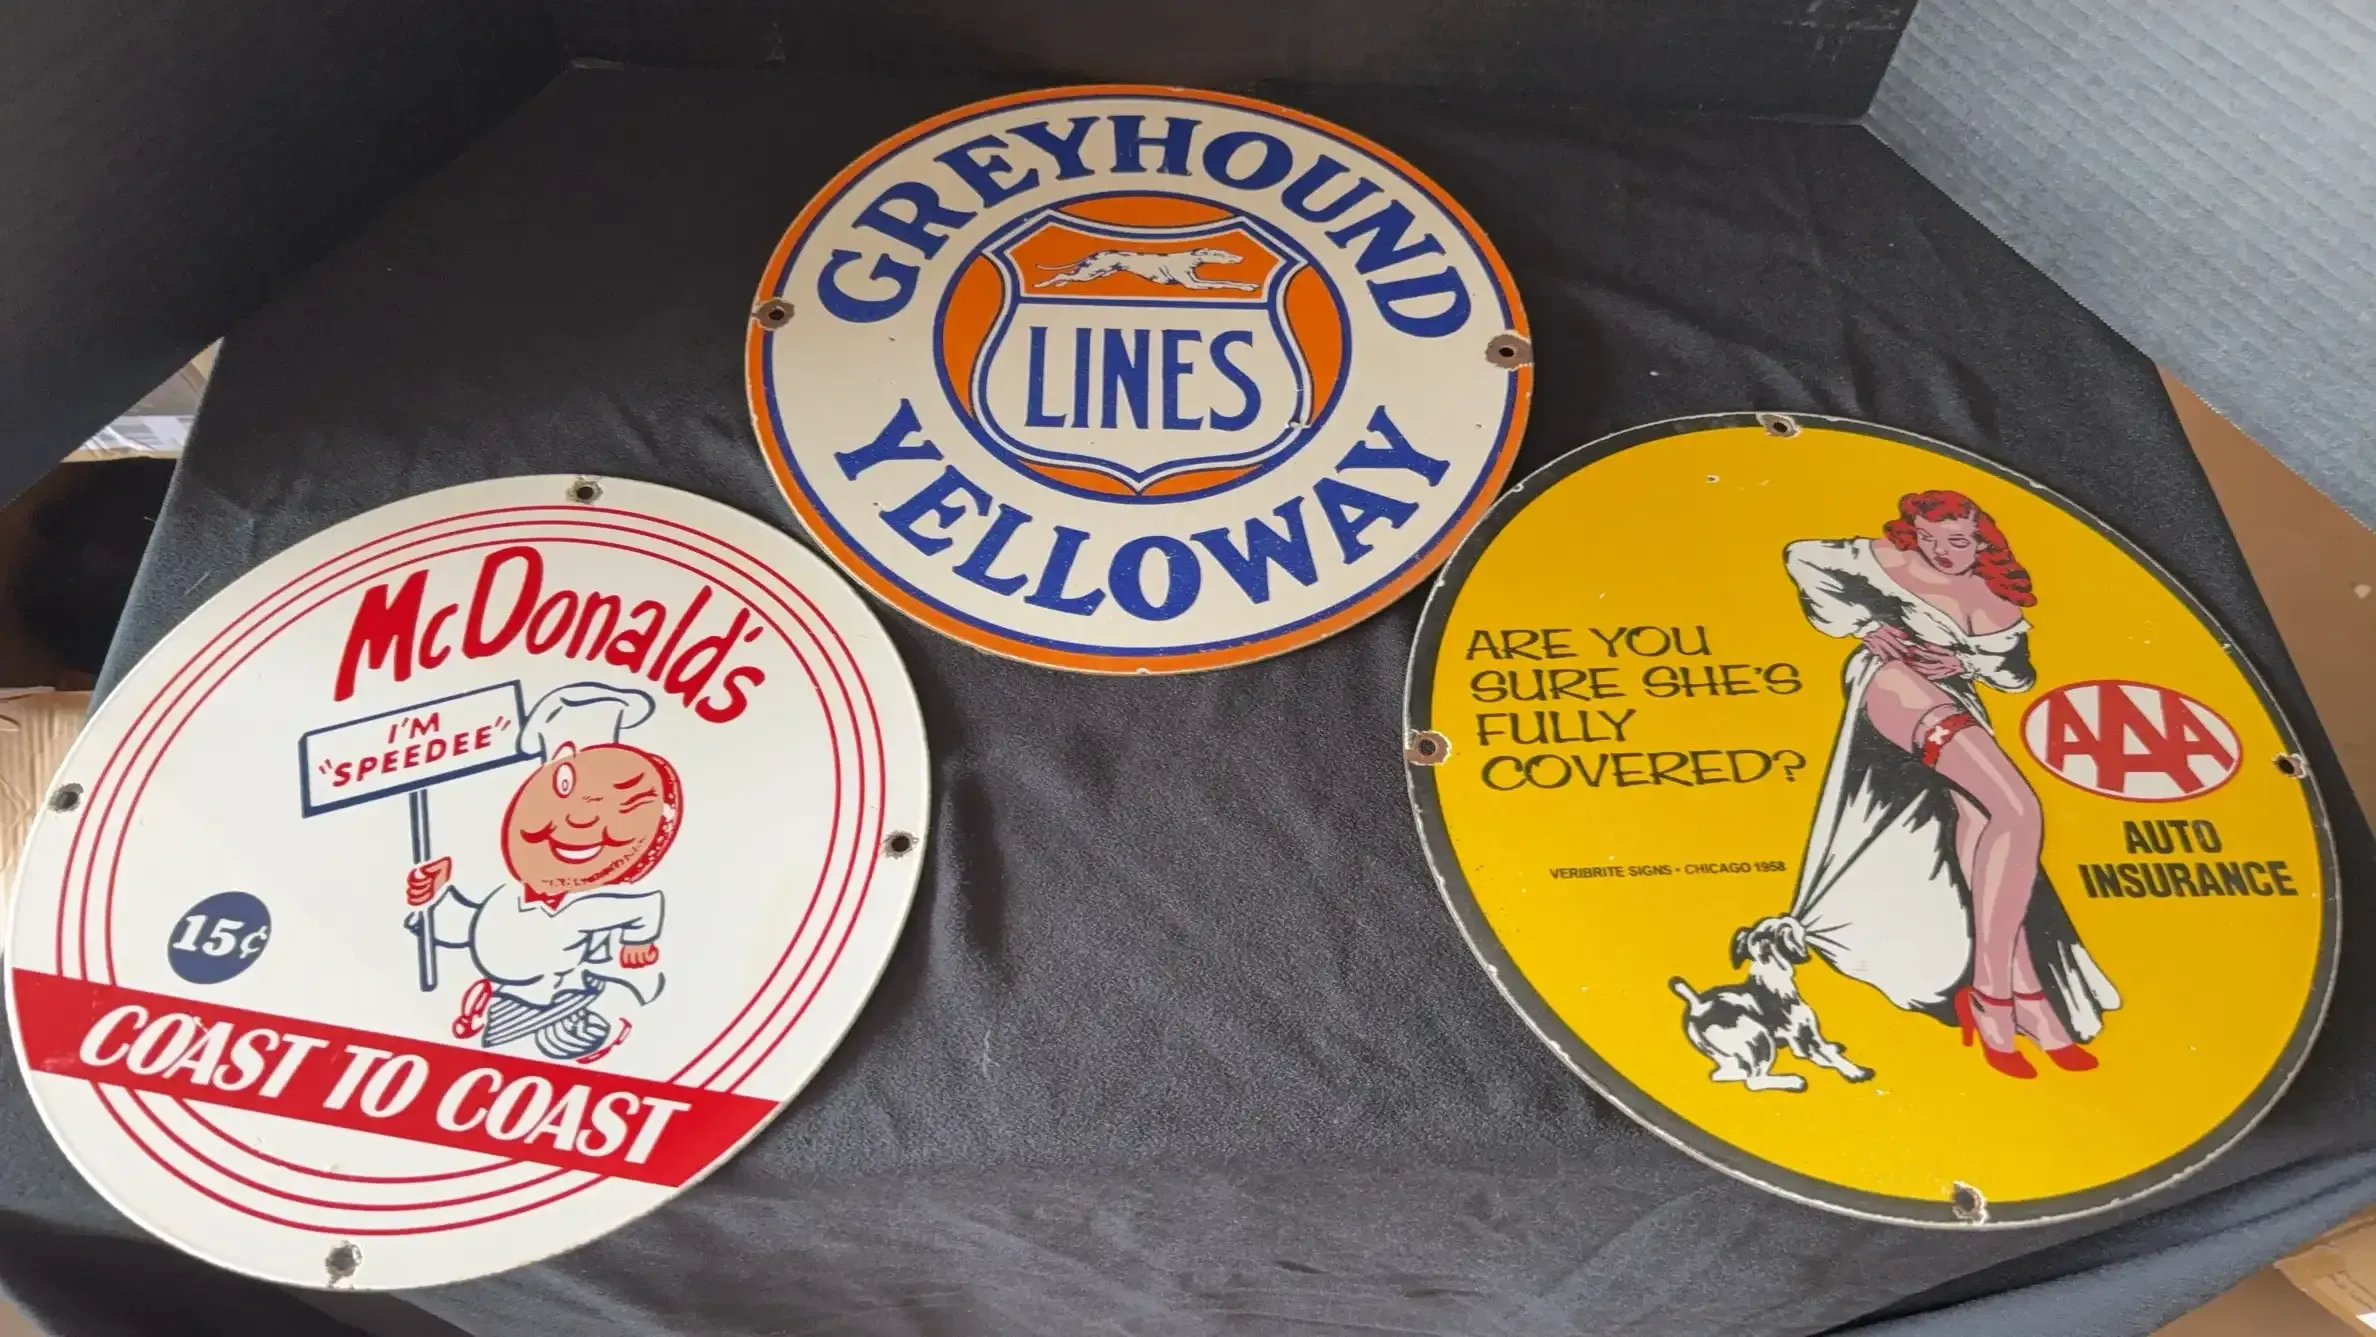 GREYHOUND
LINES
YELLOWAY
McDonald's
I'M
"SPEEDEE"
15¢
COAST TO COAST
ARE YOU
SURE SHE'S
FULLY
COVERED?
VERIBRITE SIGNS - CHICAGO 1958
AAA
AUTO
INSURANCE